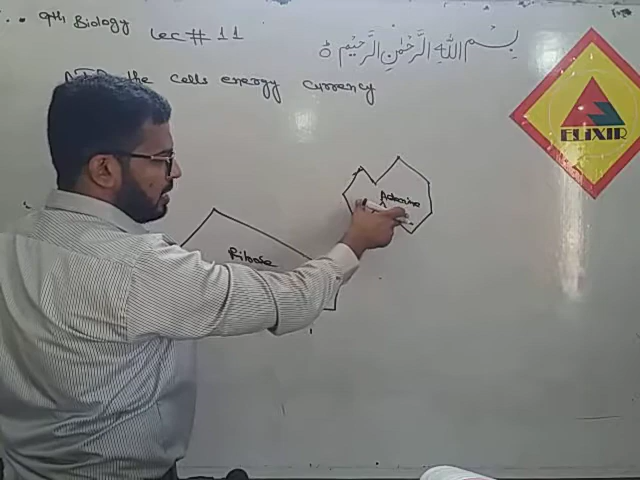 9th Biology Lec # 11
بِسْمِ اللّٰهِ الرَّحْمٰنِ الرَّحِيْمِ
the cells energy currency
ELIXIR
Adenine
Ribose